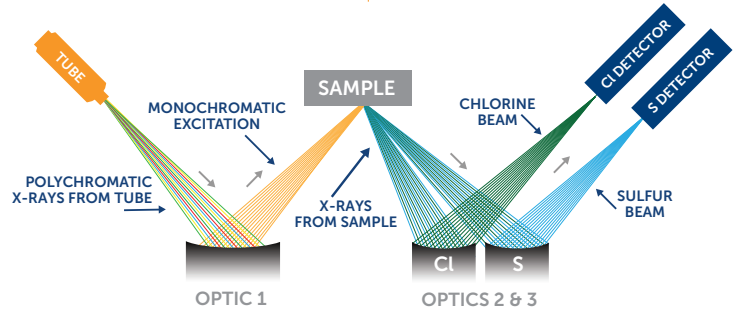 TUBE
SAMPLE
Cl DETECTOR
S DETECTOR
MONOCHROMATIC
EXCITATION
CHLORINE
BEAM
POLYCHROMATIC
X-RAYS FROM TUBE
X-RAYS
FROM SAMPLE
SULFUR
BEAM
Cl
S
OPTIC 1
OPTICS 2 & 3